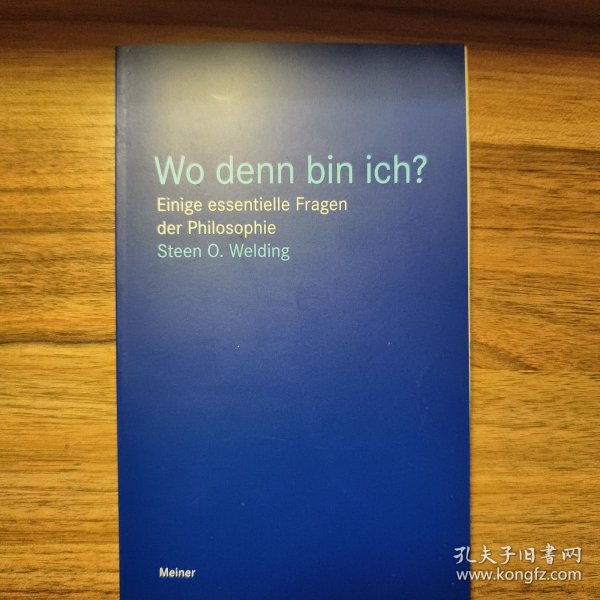 Wo denn bin ich?
Einige essentielle Fragen
der Philosophie
Steen O. Welding
Meiner
孔夫子旧書网
www.kongfz.com